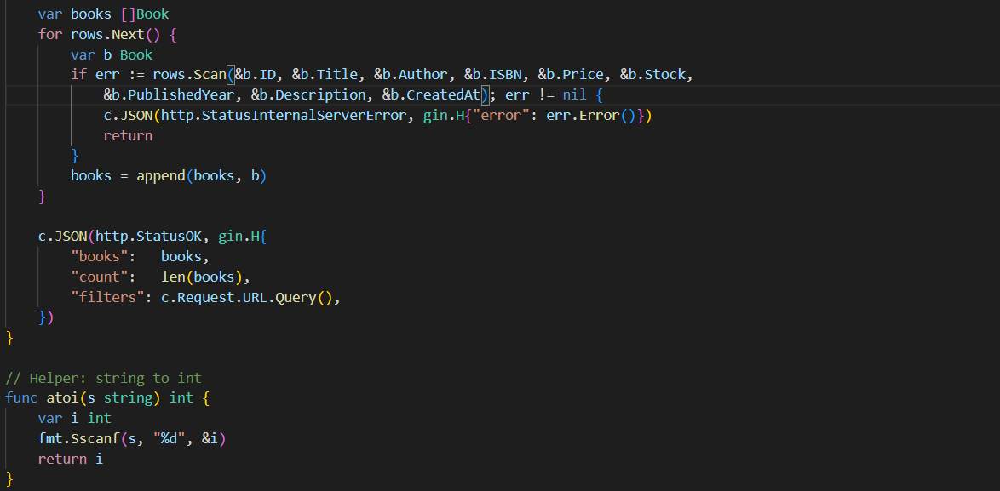 var books []Book
for rows.Next() {
var b Book
if err := rows.Scan(&b.ID, &b.Title, &b.Author, &b.ISBN, &b.Price, &b.Stock,
&b.PublishedYear, &b.Description, &b.CreatedAt); err != nil {
c.JSON(http.StatusInternalServerError, gin.H{"error": err.Error()})
return
}
books = append(books, b)
}
c.JSON(http.StatusOK, gin.H{
"books":   books,
"count":   len(books),
"filters": c.Request.URL.Query(),
})
}
// Helper: string to int
func atoi(s string) int {
var i int
fmt.Sscanf(s, "%d", &i)
return i
}